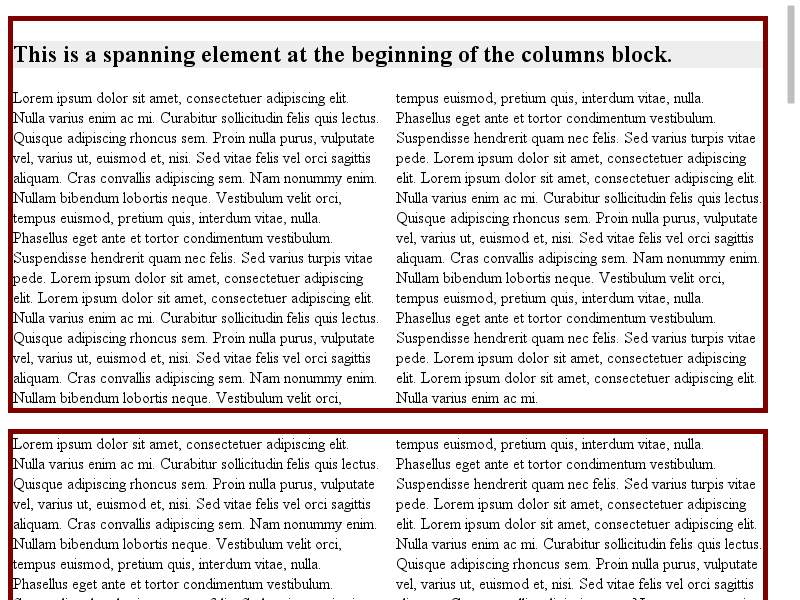 This is a spanning element at the beginning of the columns block.
Lorem ipsum dolor sit amet, consectetuer adipiscing elit.
Nulla varius enim ac mi. Curabitur sollicitudin felis quis lectus.
Quisque adipiscing rhoncus sem. Proin nulla purus, vulputate
vel, varius ut, euismod et, nisi. Sed vitae felis vel orci sagittis
aliquam. Cras convallis adipiscing sem. Nam nonummy enim.
Nullam bibendum lobortis neque. Vestibulum velit orci,
tempus euismod, pretium quis, interdum vitae, nulla.
Phasellus eget ante et tortor condimentum vestibulum.
Suspendisse hendrerit quam nec felis. Sed varius turpis vitae
pede. Lorem ipsum dolor sit amet, consectetuer adipiscing
elit. Lorem ipsum dolor sit amet, consectetuer adipiscing elit.
Nulla varius enim ac mi. Curabitur sollicitudin felis quis lectus.
Quisque adipiscing rhoncus sem. Proin nulla purus, vulputate
vel, varius ut, euismod et, nisi. Sed vitae felis vel orci sagittis
aliquam. Cras convallis adipiscing sem. Nam nonummy enim.
Nullam bibendum lobortis neque. Vestibulum velit orci,
tempus euismod, pretium quis, interdum vitae, nulla.
Phasellus eget ante et tortor condimentum vestibulum.
Suspendisse hendrerit quam nec felis. Sed varius turpis vitae
pede. Lorem ipsum dolor sit amet, consectetuer adipiscing
elit. Lorem ipsum dolor sit amet, consectetuer adipiscing elit.
Nulla varius enim ac mi. Curabitur sollicitudin felis quis lectus.
Quisque adipiscing rhoncus sem. Proin nulla purus, vulputate
vel, varius ut, euismod et, nisi. Sed vitae felis vel orci sagittis
aliquam. Cras convallis adipiscing sem. Nam nonummy enim.
Nullam bibendum lobortis neque. Vestibulum velit orci,
tempus euismod, pretium quis, interdum vitae, nulla.
Phasellus eget ante et tortor condimentum vestibulum.
Suspendisse hendrerit quam nec felis. Sed varius turpis vitae
pede. Lorem ipsum dolor sit amet, consectetuer adipiscing
elit. Lorem ipsum dolor sit amet, consectetuer adipiscing elit.
Nulla varius enim ac mi.
Lorem ipsum dolor sit amet, consectetuer adipiscing elit.
Nulla varius enim ac mi. Curabitur sollicitudin felis quis lectus.
Quisque adipiscing rhoncus sem. Proin nulla purus, vulputate
vel, varius ut, euismod et, nisi. Sed vitae felis vel orci sagittis
aliquam. Cras convallis adipiscing sem. Nam nonummy enim.
Nullam bibendum lobortis neque. Vestibulum velit orci,
tempus euismod, pretium quis, interdum vitae, nulla.
Phasellus eget ante et tortor condimentum vestibulum.
tempus euismod, pretium quis, interdum vitae, nulla.
Phasellus eget ante et tortor condimentum vestibulum.
Suspendisse hendrerit quam nec felis. Sed varius turpis vitae
pede. Lorem ipsum dolor sit amet, consectetuer adipiscing
elit. Lorem ipsum dolor sit amet, consectetuer adipiscing elit.
Nulla varius enim ac mi. Curabitur sollicitudin felis quis lectus.
Quisque adipiscing rhoncus sem. Proin nulla purus, vulputate
vel, varius ut, euismod et, nisi. Sed vitae felis vel orci sagittis